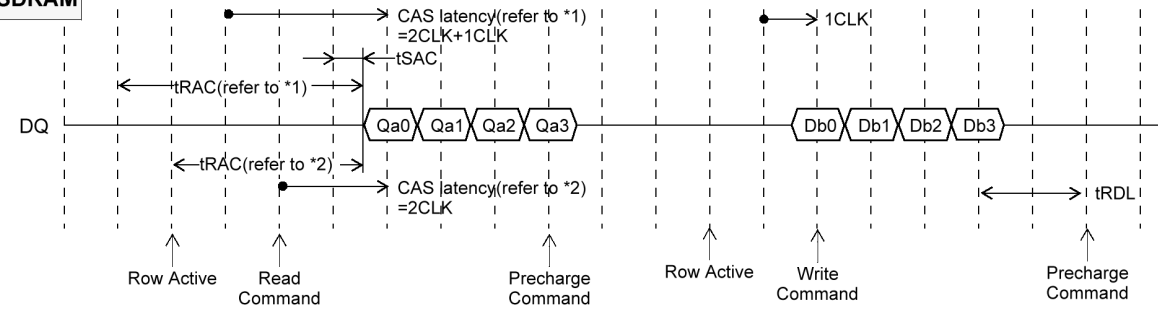 SDRAM
CAS latency(refer to *1)
=2CLK+1CLK
1CLK
tSAC
tRAC(refer to *1)
DQ
Qa0 Qa1 Qa2 Qa3
Db0 Db1 Db2 Db3
tRAC(refer to *2)
CAS latency(refer to *2)
=2CLK
tRDL
Row Active
Read
Command
Precharge
Command
Row Active
Write
Command
Precharge
Command